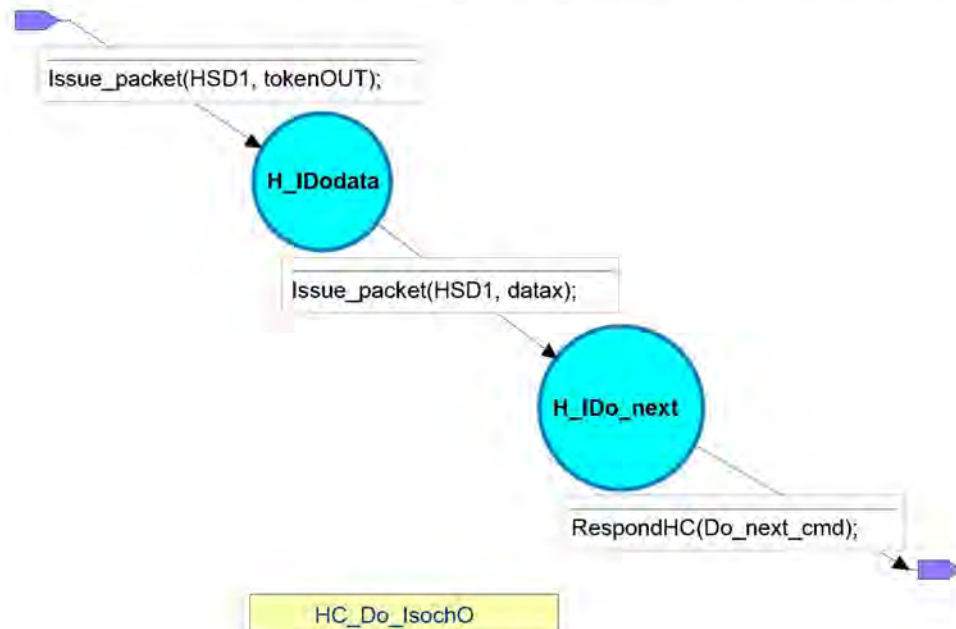 Issue_packet(HSD1, tokenOUT);
H_IDodata
Issue_packet(HSD1, datax);
H_IDo_next
RespondHC(Do_next_cmd);
HC_Do_IsochO